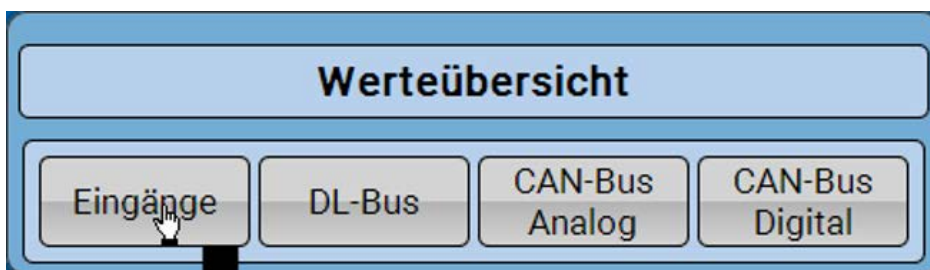 Werteübersicht
Eingänge
DL-Bus
CAN-Bus
Analog
CAN-Bus
Digital